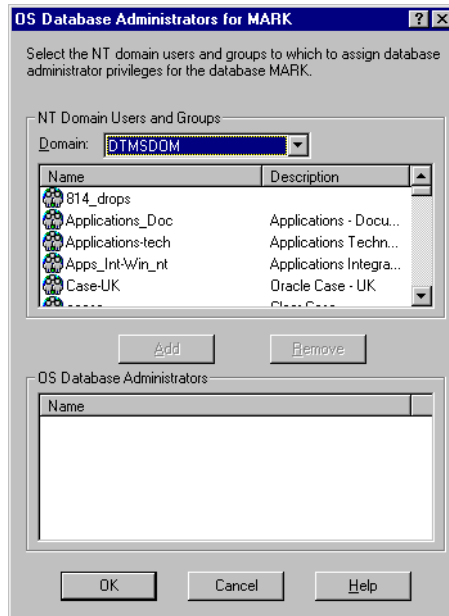 OS Database Administrators for MARK
Select the NT domain users and groups to which to assign database
administrator privileges for the database MARK.
NT Domain Users and Groups
Domain: DTMSDOM
Name Description
814_drops
Applications_Doc Applications - Docu...
Applications-tech Applications Techn...
Apps_Int-Win_nt Applications Integra...
Case-UK Oracle Case - UK
Add Remove
OS Database Administrators
Name
OK Cancel Help